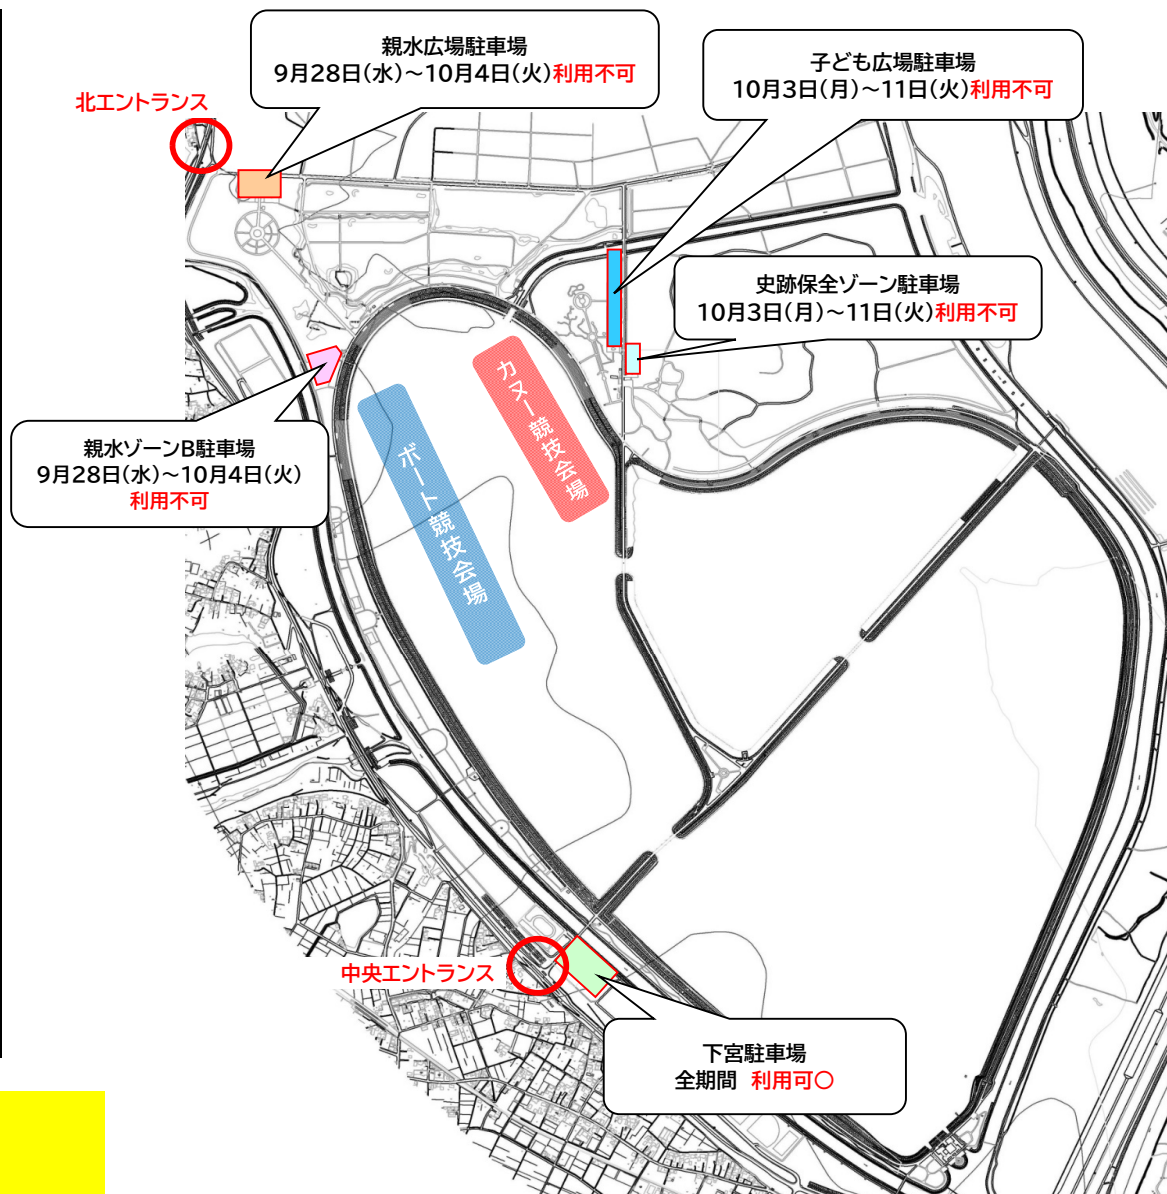 親水広場駐車場
9月28日(水)～10月4日(火)利用不可
子ども広場駐車場
10月3日(月)～11日(火)利用不可
北エントランス
史跡保全ゾーン駐車場
10月3日(月)～11日(火)利用不可
カヌー競技会場
ボート競技会場
親水ゾーンB駐車場
9月28日(水)～10月4日(火)
利用不可
中央エントランス
下宮駐車場
全期間 利用可〇